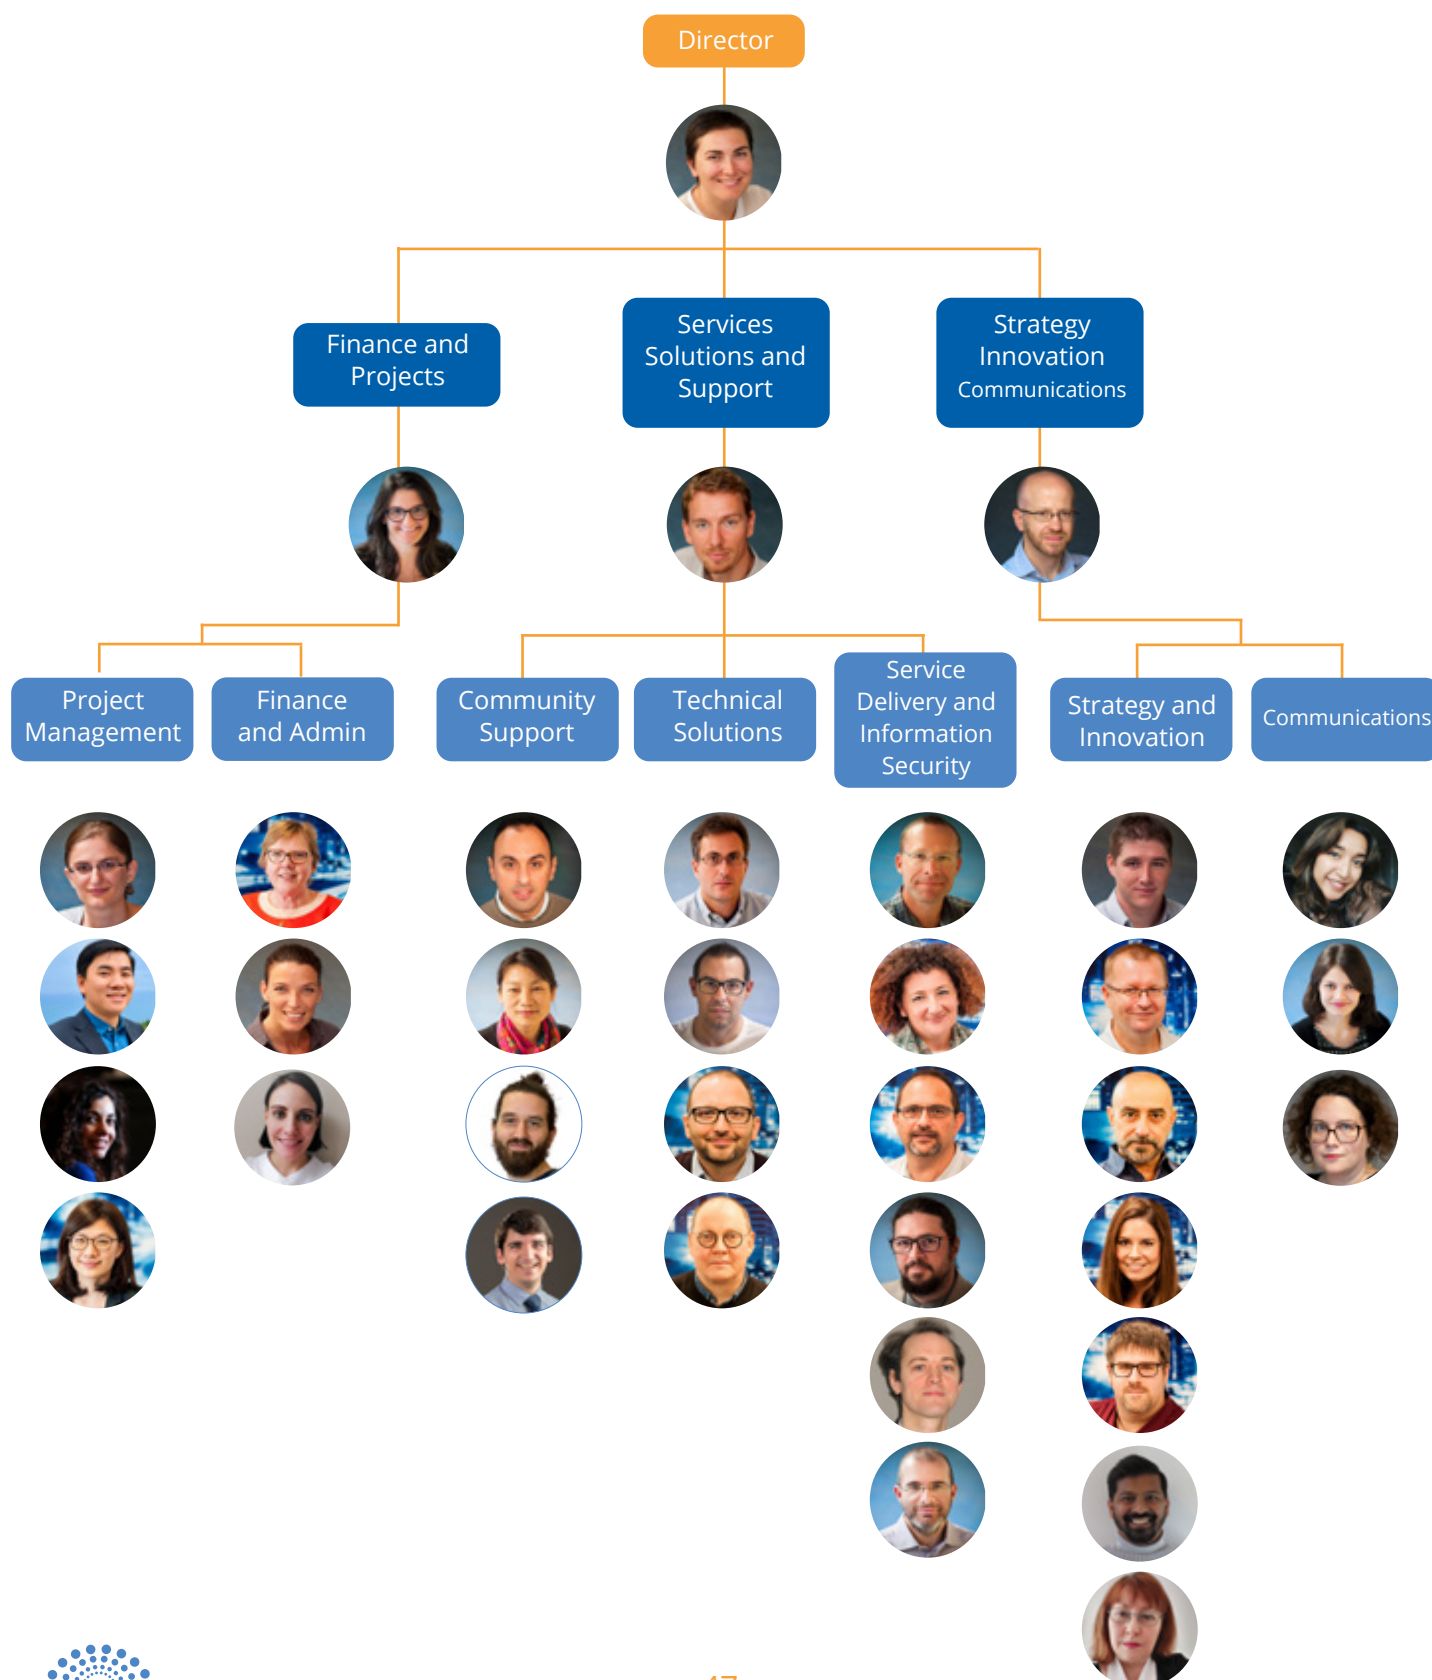 Director
Finance and
Projects
Services
Solutions and
Support
Strategy
Innovation
Communications
Project
Management
Finance
and Admin
Community
Support
Technical
Solutions
Service
Delivery and
Information
Security
Strategy and
Innovation
Communications
47